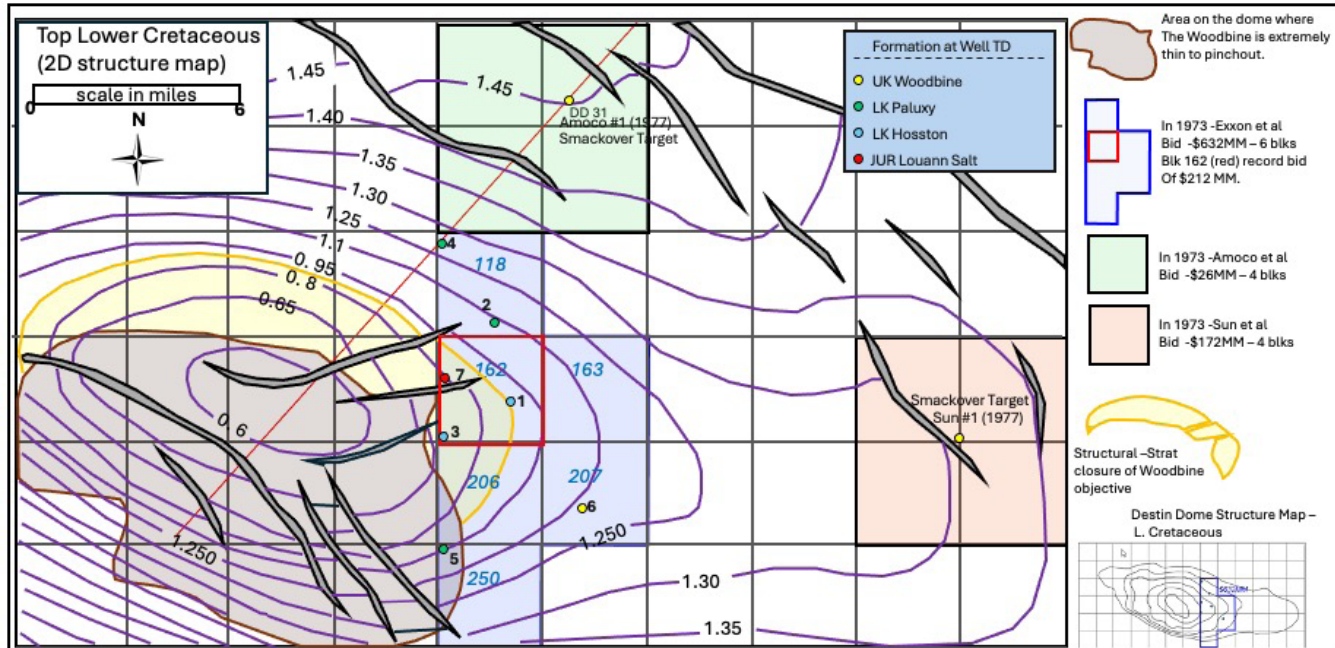 Top Lower Cretaceous
(2D structure map)
scale in miles
0
6
N
1.45
1.40
1.35
1.30
1.25
1.1
0.95
0.8
0.65
0.6
1.250
1.45
DD 31
Amoco #1 (1977)
Smackover Target
Formation at Well TD
UK Woodbine
LK Paluxy
LK Hosston
JUR Louann Salt
4
118
2
162
163
7
1
3
206
207
6
5
250
1.250
1.30
1.35
Smackover Target
Sun #1 (1977)
Area on the dome where
The Woodbine is extremely
thin to pinchout.
In 1973 -Exxon et al
Bid -$632MM – 6 blks
Blk 162 (red) record bid
Of $212 MM.
In 1973 -Amoco et al
Bid -$26MM – 4 blks
In 1973 -Sun et al
Bid -$172MM – 4 blks
Structural –Strat
closure of Woodbine
objective
Destin Dome Structure Map –
L. Cretaceous